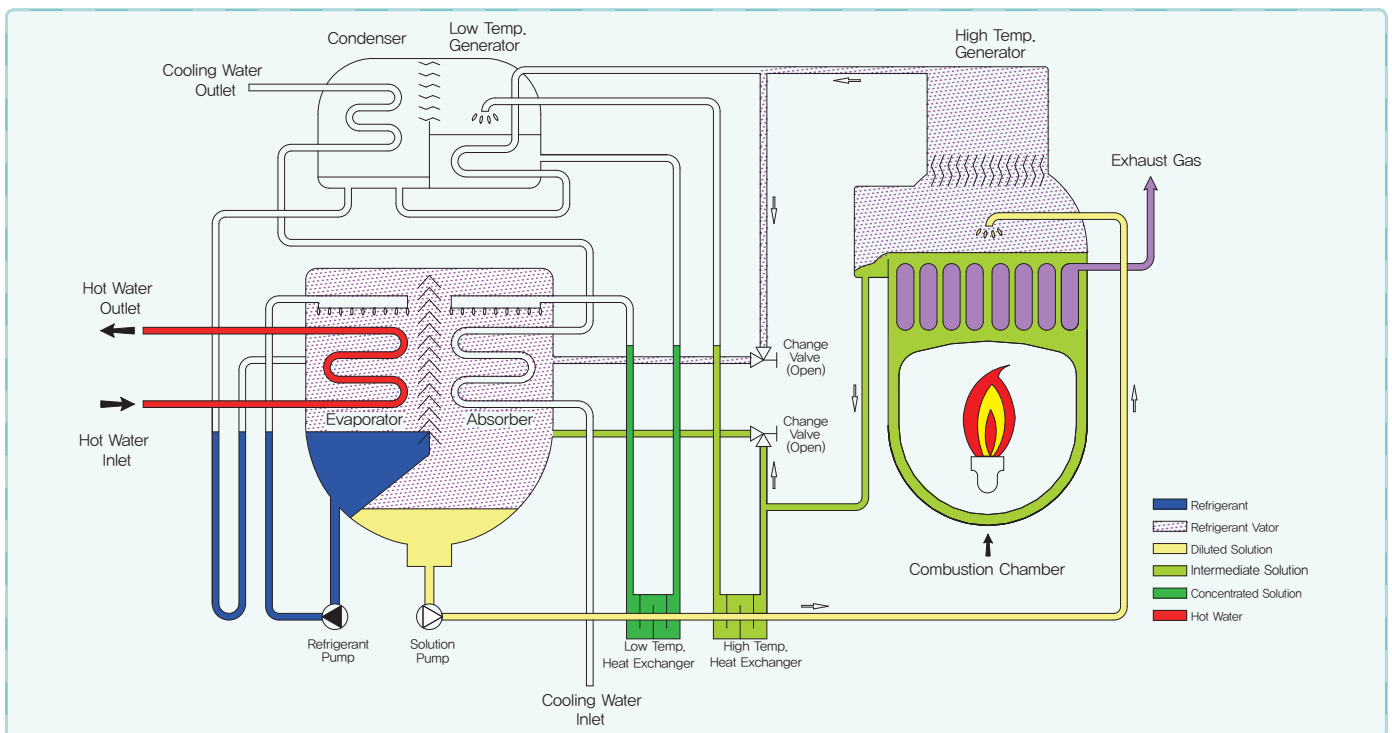 Condenser
Low Temp.
Generator
High Temp.
Generator
Cooling Water
Outlet
Exhaust Gas
Hot Water
Outlet
Change
Valve
(Open)
Evaporator
Absorber
Hot Water
Inlet
Change
Valve
(Open)
Refrigerant
Refrigerant Vator
Diluted Solution
Intermediate Solution
Concentrated Solution
Hot Water
Combustion Chamber
Refrigerant
Pump
Solution
Pump
Low Temp.
Heat Exchanger
High Temp.
Heat Exchanger
Cooling Water
Inlet